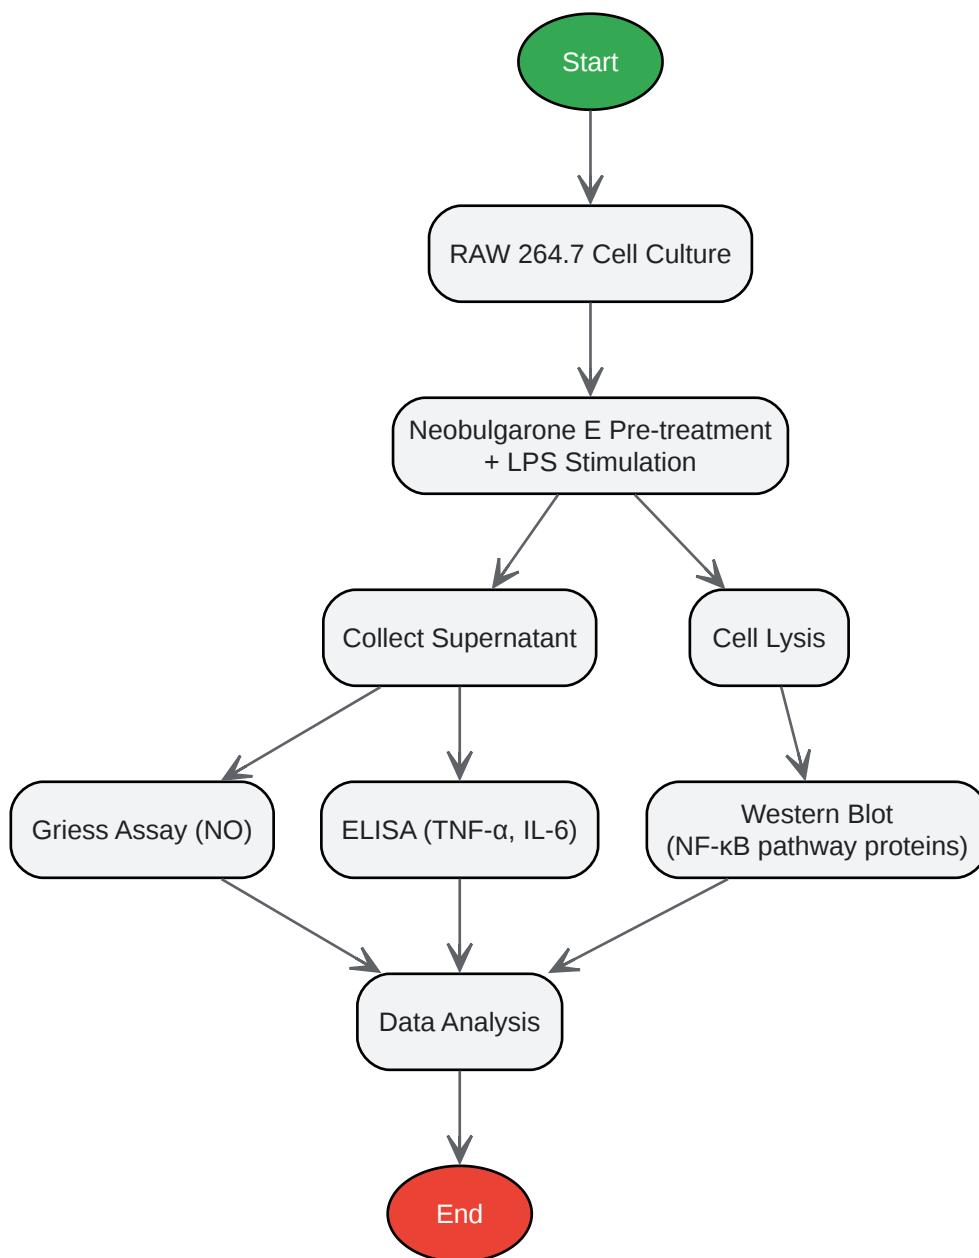 Start
RAW 264.7 Cell Culture
Neobulgarone E Pre-treatment
+ LPS Stimulation
Collect Supernatant
Cell Lysis
Griess Assay (NO)
ELISA (TNF-α, IL-6)
Western Blot
(NF-κB pathway proteins)
Data Analysis
End